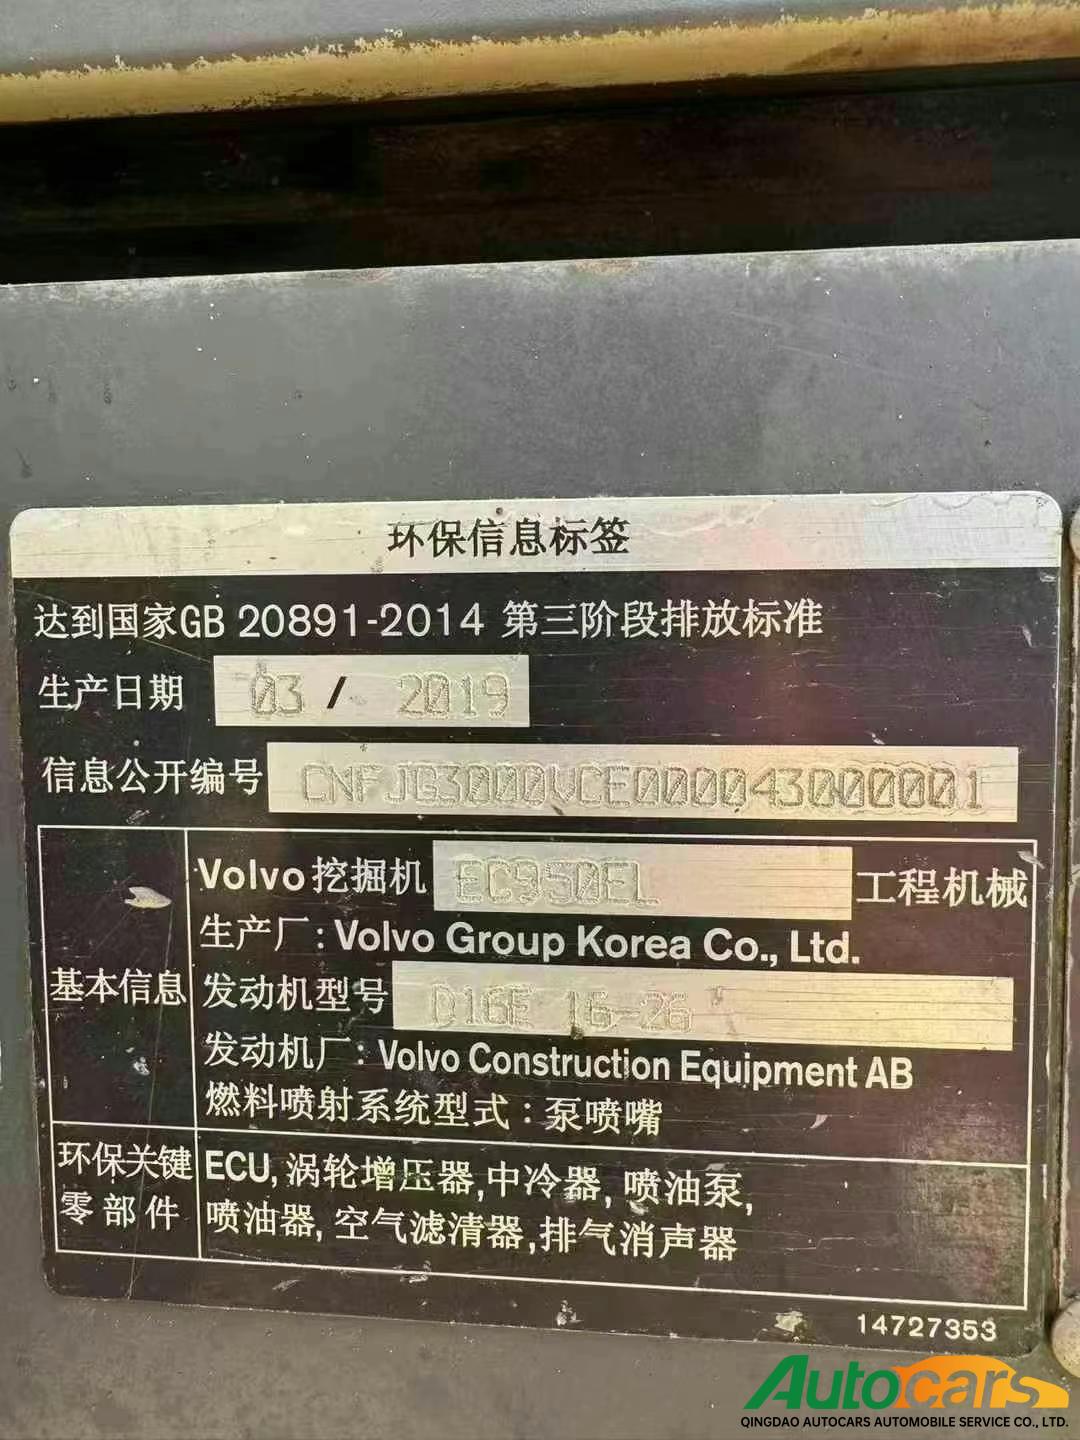 环保信息标签
达到国家GB 20891-2014 第三阶段排放标准
生产日期 03 / 2019
信息公开编号 CNFJG3000VCE0000043000001
Volvo挖掘机 EC950EL 工程机械
生产厂: Volvo Group Korea Co., Ltd.
基本信息
发动机型号 D16E 16-26
发动机厂: Volvo Construction Equipment AB
燃料喷射系统型式:泵喷嘴
环保关键零部件
ECU, 涡轮增压器,中冷器, 喷油泵,
喷油器, 空气滤清器,排气消声器
14727353
Autocars
QINGDAO AUTOCARS AUTOMOBILE SERVICE CO., LTD.